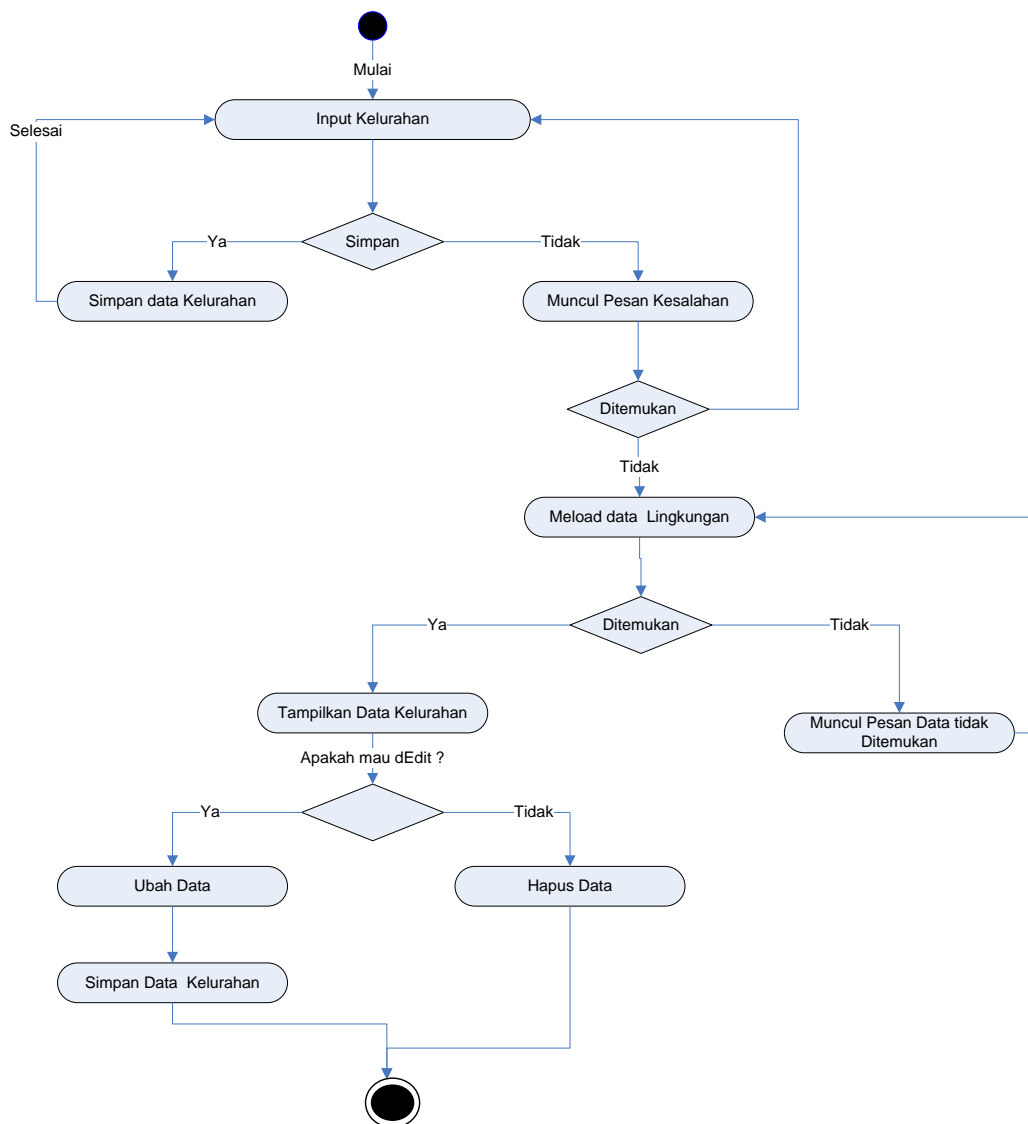 Mulai
Input Kelurahan
Selesai
Simpan
Ya
Tidak
Simpan data Kelurahan
Muncul Pesan Kesalahan
Ditemukan
Tidak
Meload data  Lingkungan
Ditemukan
Ya
Tidak
Tampilkan Data Kelurahan
Muncul Pesan Data tidak
Ditemukan
Apakah mau dEdit ?
Ya
Tidak
Ubah Data
Hapus Data
Simpan Data  Kelurahan